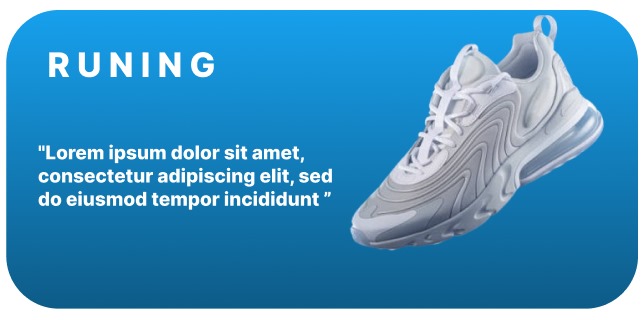 RUNING
"Lorem ipsum dolor sit amet,
consectetur adipiscing elit, sed
do eiusmod tempor incididunt ”